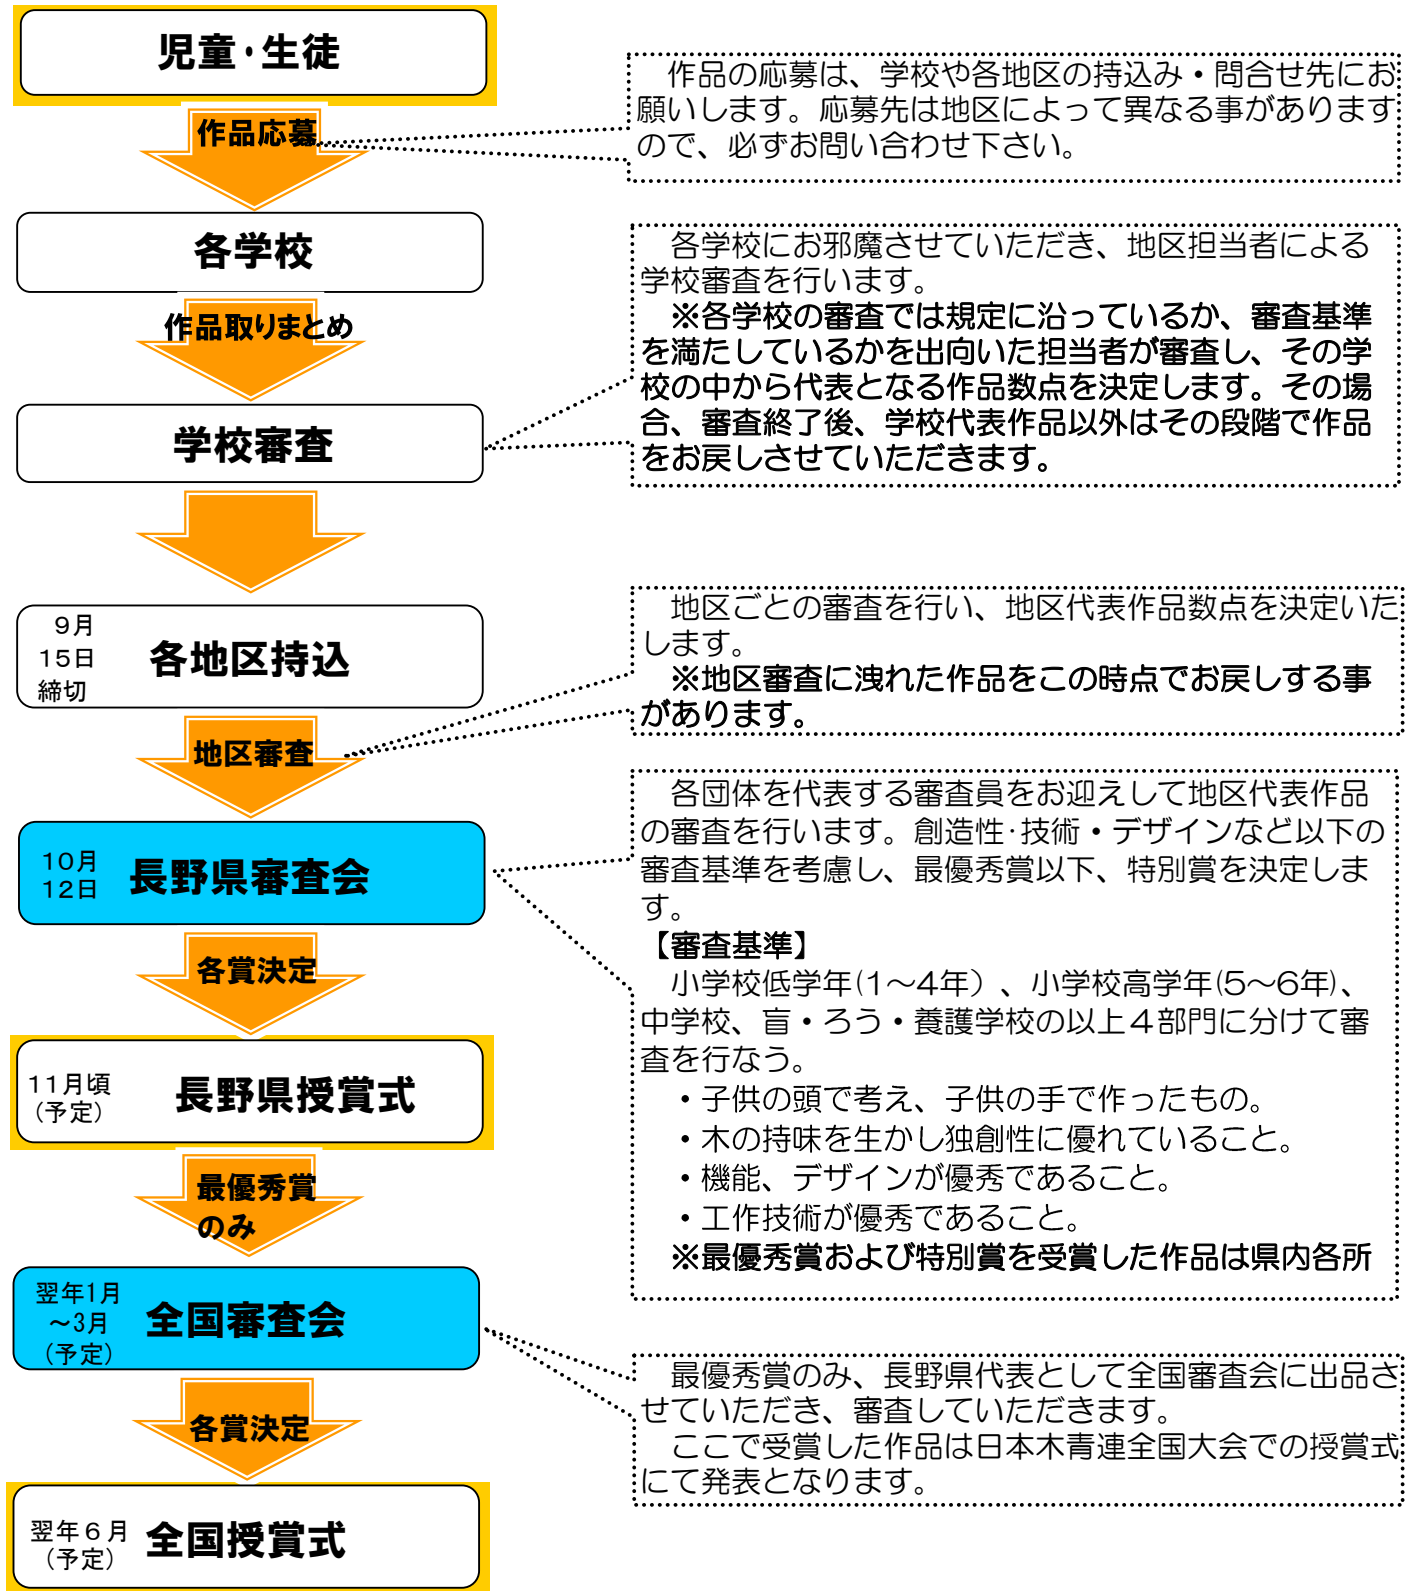 児童・生徒
作品応募
作品の応募は、学校や各地区の持込み・問合せ先にお
願いします。応募先は地区によって異なる事があります
ので、必ずお問い合わせ下さい。
各学校
作品取りまとめ
学校審査
各学校にお邪魔させていただき、地区担当者による
学校審査を行います。
※各学校の審査では規定に沿っているか、審査基準
を満たしているかを出向いた担当者が審査し、その学
校の中から代表となる作品数点を決定します。その場
合、審査終了後、学校代表作品以外はその段階で作品
をお戻しさせていただきます。
9月
15日
締切
各地区持込
地区審査
地区ごとの審査を行い、地区代表作品数点を決定いた
します。
※地区審査に洩れた作品をこの時点でお戻しする事
があります。
10月
12日
長野県審査会
各賞決定
各団体を代表する審査員をお迎えして地区代表作品
の審査を行います。創造性・技術・デザインなど以下の
審査基準を考慮し、最優秀賞以下、特別賞を決定しま
す。
【審査基準】
小学校低学年(1～4年）、小学校高学年(5～6年)、
中学校、盲・ろう・養護学校の以上４部門に分けて審
査を行なう。
・子供の頭で考え、子供の手で作ったもの。
・木の持味を生かし独創性に優れていること。
・機能、デザインが優秀であること。
・工作技術が優秀であること。
※最優秀賞および特別賞を受賞した作品は県内各所
11月頃
(予定)
長野県授賞式
最優秀賞
のみ
翌年1月
～3月
(予定)
全国審査会
各賞決定
最優秀賞のみ、長野県代表として全国審査会に出品さ
せていただき、審査していただきます。
ここで受賞した作品は日本木青連全国大会での授賞式
にて発表となります。
翌年６月
(予定)
全国授賞式